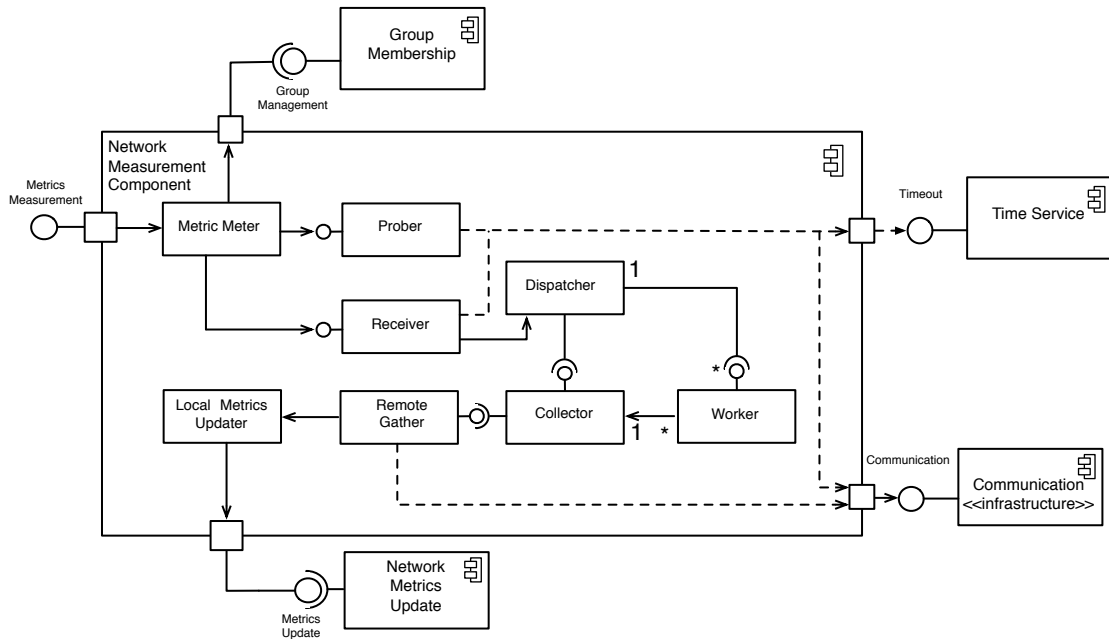 Group
Membership
Group
Management
Network
Measurement
Component
Metrics
Measurement
Metric Meter
Prober
Timeout
Time Service
Dispatcher
1
Receiver
*
Local Metrics
Updater
Remote
Gather
Collector
1
*
Worker
Communication
Communication
<<infrastructure>>
Network
Metrics
Update
Metrics
Update